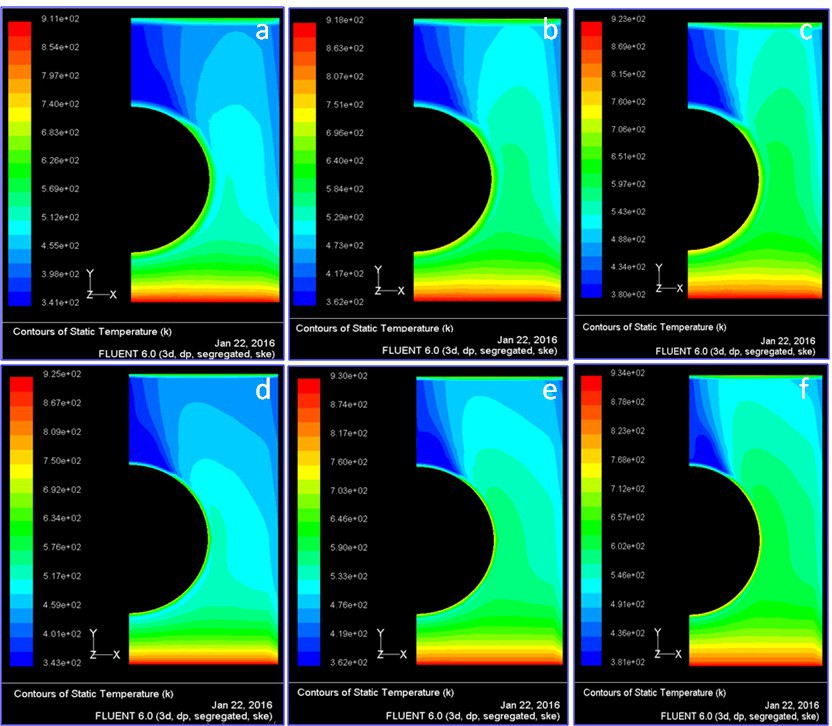 a
9.11e+02
8.54e+02
7.97e+02
7.40e+02
6.83e+02
6.26e+02
5.69e+02
5.12e+02
4.55e+02
3.98e+02
3.41e+02
Y
Z X
Contours of Static Temperature (k)
Jan 22, 2016
FLUENT 6.0 (3d, dp, segregated, ske)
b
9.18e+02
8.63e+02
8.07e+02
7.51e+02
6.96e+02
6.40e+02
5.84e+02
5.29e+02
4.73e+02
4.17e+02
3.62e+02
Y
Z X
Contours of Static Temperature (k)
Jan 22, 2016
FLUENT 6.0 (3d, dp, segregated, ske)
c
9.23e+02
8.69e+02
8.15e+02
7.60e+02
7.06e+02
6.51e+02
5.97e+02
5.43e+02
4.88e+02
4.34e+02
3.80e+02
Y
Z X
Contours of Static Temperature (k)
Jan 22, 2016
FLUENT 6.0 (3d, dp, segregated, ske)
d
9.25e+02
8.67e+02
8.09e+02
7.50e+02
6.92e+02
6.34e+02
5.76e+02
5.17e+02
4.59e+02
4.01e+02
3.43e+02
Y
Z X
Contours of Static Temperature (k)
Jan 22, 2016
FLUENT 6.0 (3d, dp, segregated, ske)
e
9.30e+02
8.74e+02
8.17e+02
7.60e+02
7.03e+02
6.46e+02
5.90e+02
5.33e+02
4.76e+02
4.19e+02
3.62e+02
Y
Z X
Contours of Static Temperature (k)
Jan 22, 2016
FLUENT 6.0 (3d, dp, segregated, ske)
f
9.34e+02
8.78e+02
8.23e+02
7.68e+02
7.12e+02
6.57e+02
6.02e+02
5.46e+02
4.91e+02
4.36e+02
3.81e+02
Y
Z X
Contours of Static Temperature (k)
Jan 22, 2016
FLUENT 6.0 (3d, dp, segregated, ske)